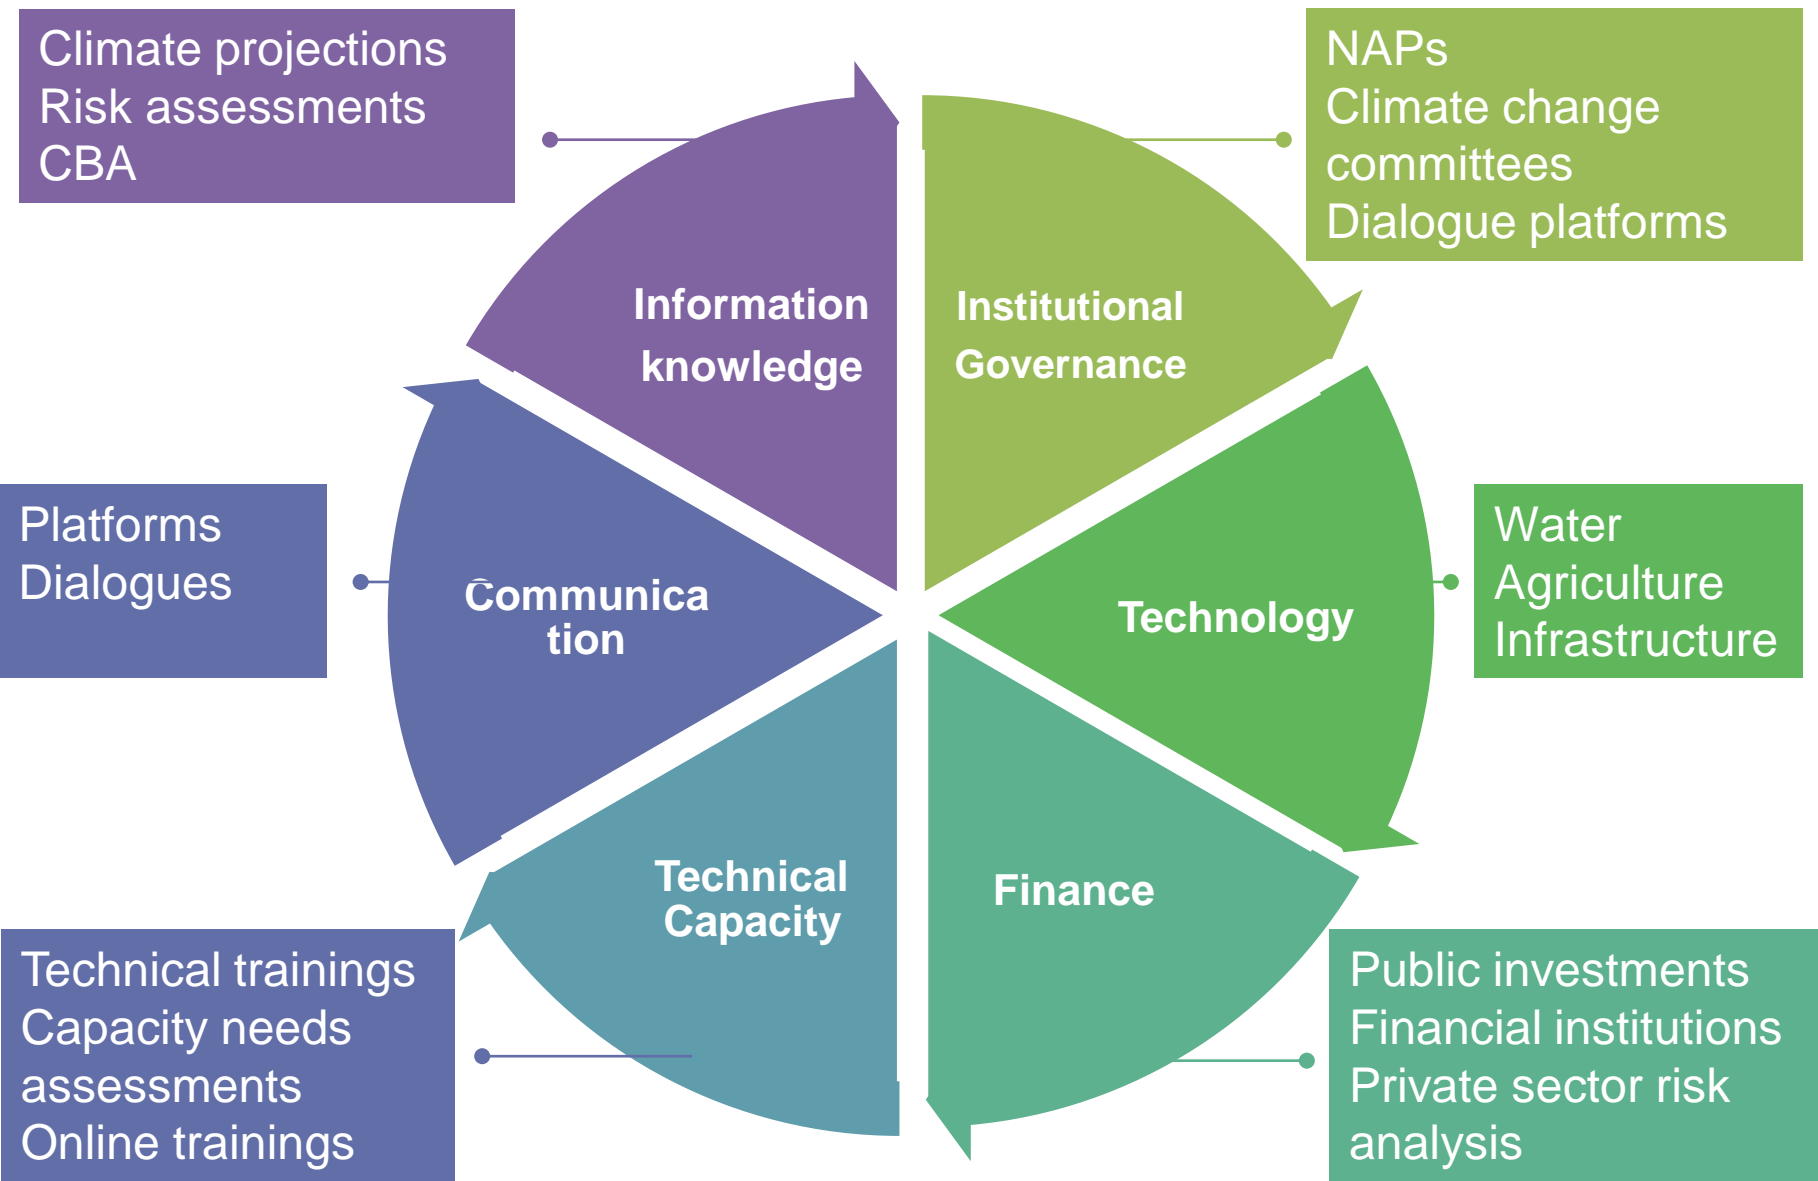 Climate projections
Risk assessments
CBA
NAPs
Climate change
committees
Dialogue platforms
Information
knowledge
Institutional
Governance
Platforms
Dialogues
Communica
tion
Technology
Water
Agriculture
Infrastructure
Technical
Capacity
Finance
Technical trainings
Capacity needs
assessments
Online trainings
Public investments
Financial institutions
Private sector risk
analysis